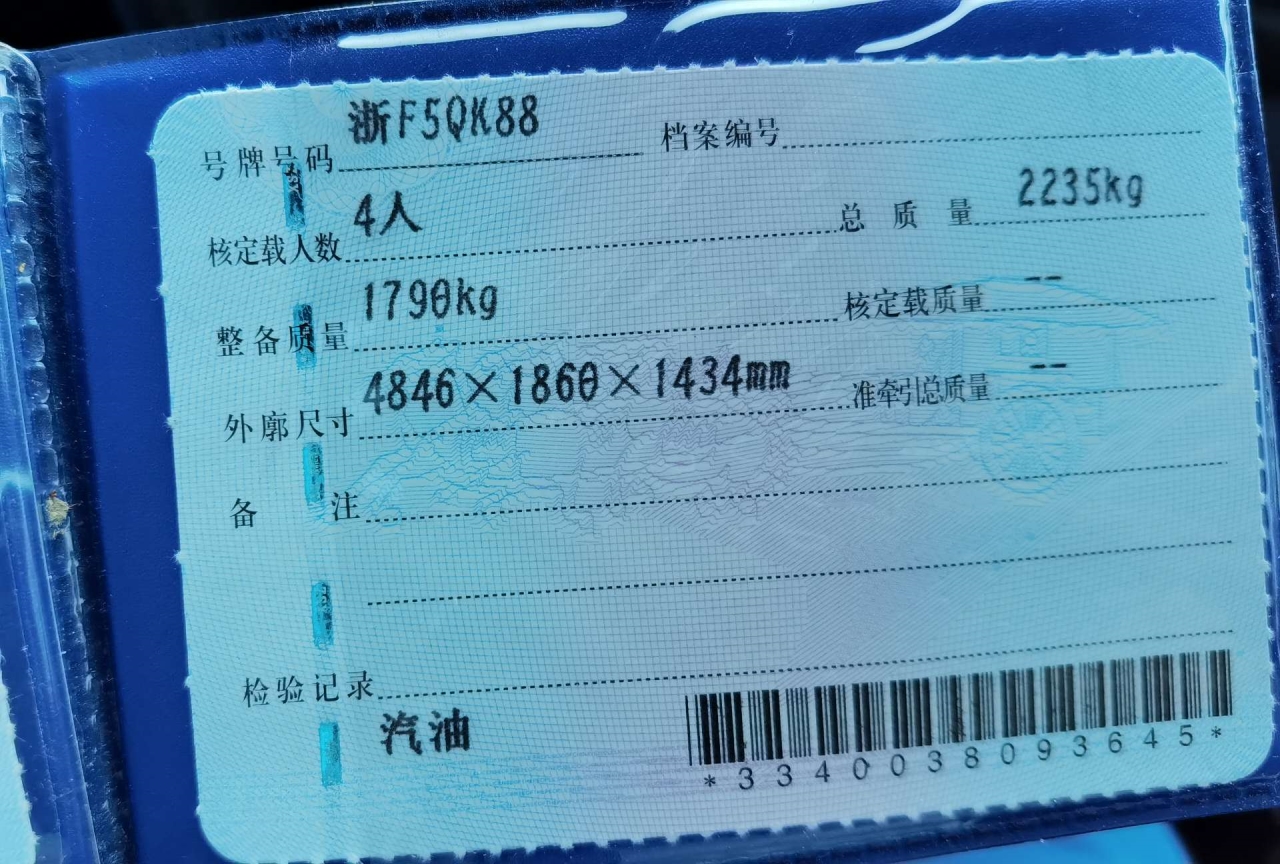 号牌号码 浙F5QK88 档案编号
核定载人数 4人 总质量 2235kg
整备质量 1790kg 核定载质量 --
外廓尺寸 4846×1860×1434mm 准牵引总质量 --
备注
检验记录
汽油
*3340038093645*